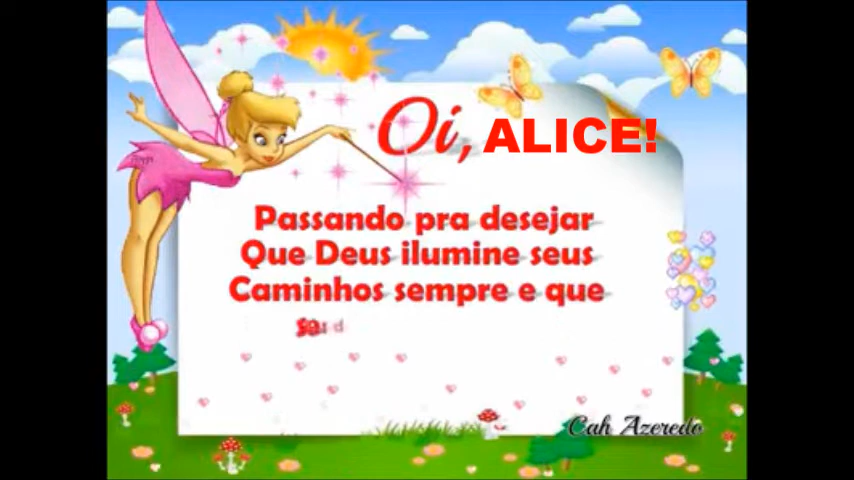 Oi, ALICE!
Passando pra desejar
Que Deus ilumine seus
Caminhos sempre e que
Cah Azeredo